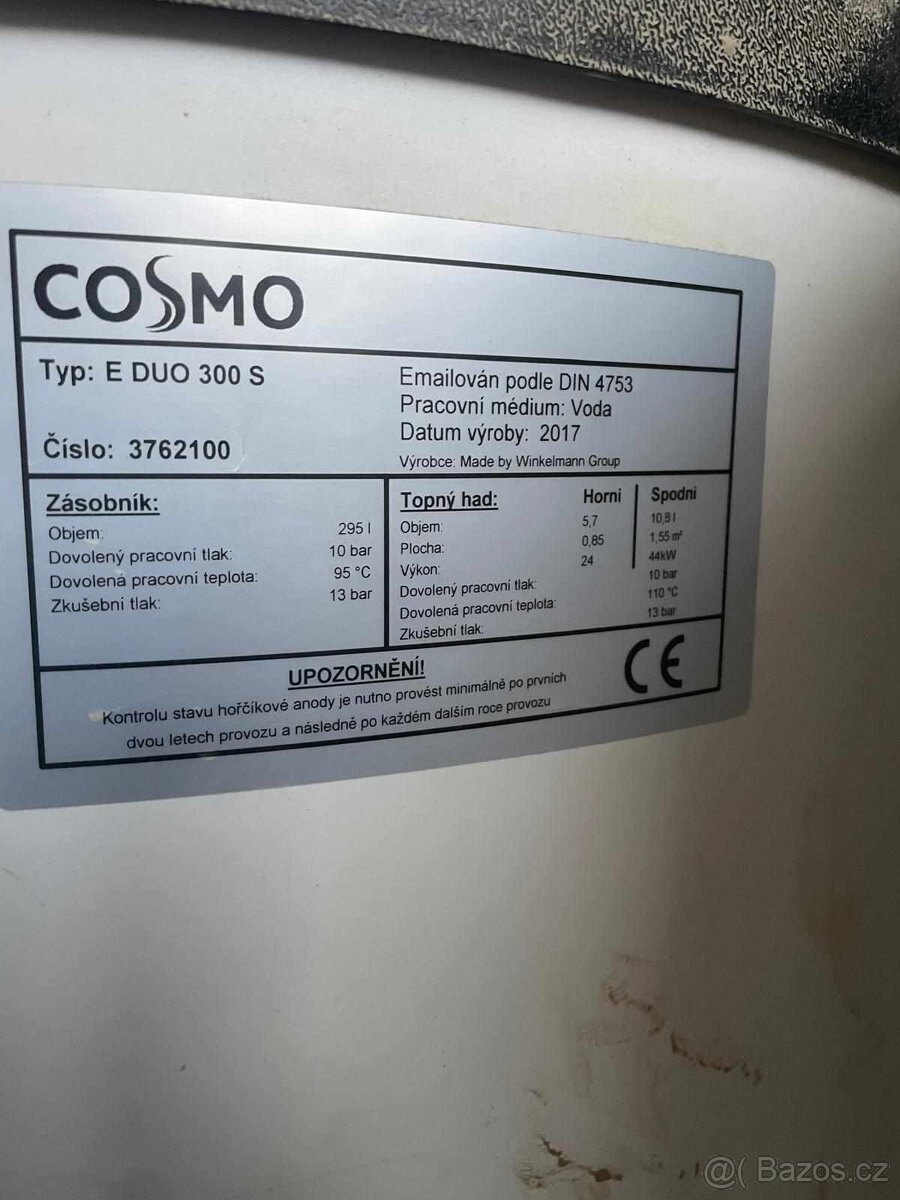 COSMO
Typ: E DUO 300 S
Číslo: 3762100
Emailován podle DIN 4753
Pracovní médium: Voda
Datum výroby: 2017
Výrobce: Made by Winkelmann Group
Zásobník:
Objem: 295 l
Dovolený pracovní tlak: 10 bar
Dovolená pracovní teplota: 95 °C
Zkušební tlak: 13 bar
Topný had: Horni Spodni
Objem: 5,7 10,8 l
Plocha: 0,85 1,55 m²
Výkon: 24 44kW
Dovolený pracovní tlak: 10 bar
Dovolená pracovní teplota: 110 °C
Zkušební tlak: 13 bar
UPOZORNĚNÍ!
Kontrolu stavu hořčíkové anody je nutno provést minimálně po prvních
dvou letech provozu a následně po každém dalším roce provozu
CE
@( Bazos.cz